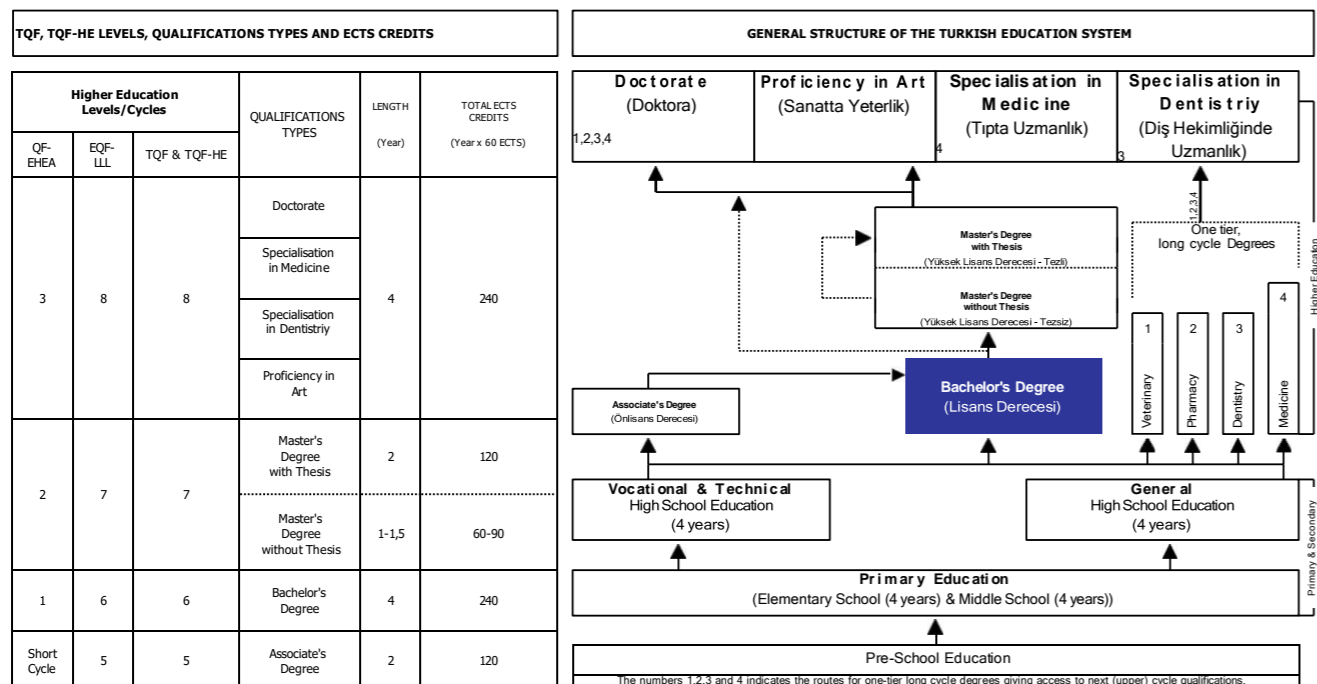 TQF, TQF-HE LEVELS, QUALIFICATIONS TYPES AND ECTS CREDITS
Higher Education
Levels/Cycles
QUALIFICATIONS
TYPES
LENGTH
(Year)
TOTAL ECTS
CREDITS
(Year x 60 ECTS)
QF-
EHEA
EQF-
LLL
TQF & TQF-HE
3
8
8
Doctorate
Specialisation
in Medicine
Specialisation
in Dentistriy
Proficiency in
Art
4
240
2
7
7
Master's
Degree
with Thesis
2
120
Master's
Degree
without Thesis
1-1,5
60-90
1
6
6
Bachelor's
Degree
4
240
Short
Cycle
5
5
Associate's
Degree
2
120
GENERAL STRUCTURE OF THE TURKISH EDUCATION SYSTEM
Doctorate
(Doktora)
1,2,3,4
Proficiency in Art
(Sanatta Yeterlik)
Specialisation in
Medicine
(Tıpta Uzmanlık)
4
Specialisation in
Dentistriy
(Diş Hekimliğinde
Uzmanlık)
3
1,2,3,4
One tier,
long cycle Degrees
Master's Degree
with Thesis
(Yüksek Lisans Derecesi - Tezli)
Master's Degree
without Thesis
(Yüksek Lisans Derecesi - Tezsiz)
1
Veterinary
2
Pharmacy
3
Dentistry
4
Medicine
Higher Education
Bachelor's Degree
(Lisans Derecesi)
Associate's Degree
(Önlisans Derecesi)
Vocational & Technical
High School Education
(4 years)
General
High School Education
(4 years)
Primary & Secondary
Primary Education
(Elementary School (4 years) & Middle School (4 years))
Pre-School Education
The numbers 1,2,3 and 4 indicates the routes for one-tier long cycle degrees giving access to next (upper) cycle qualifications.